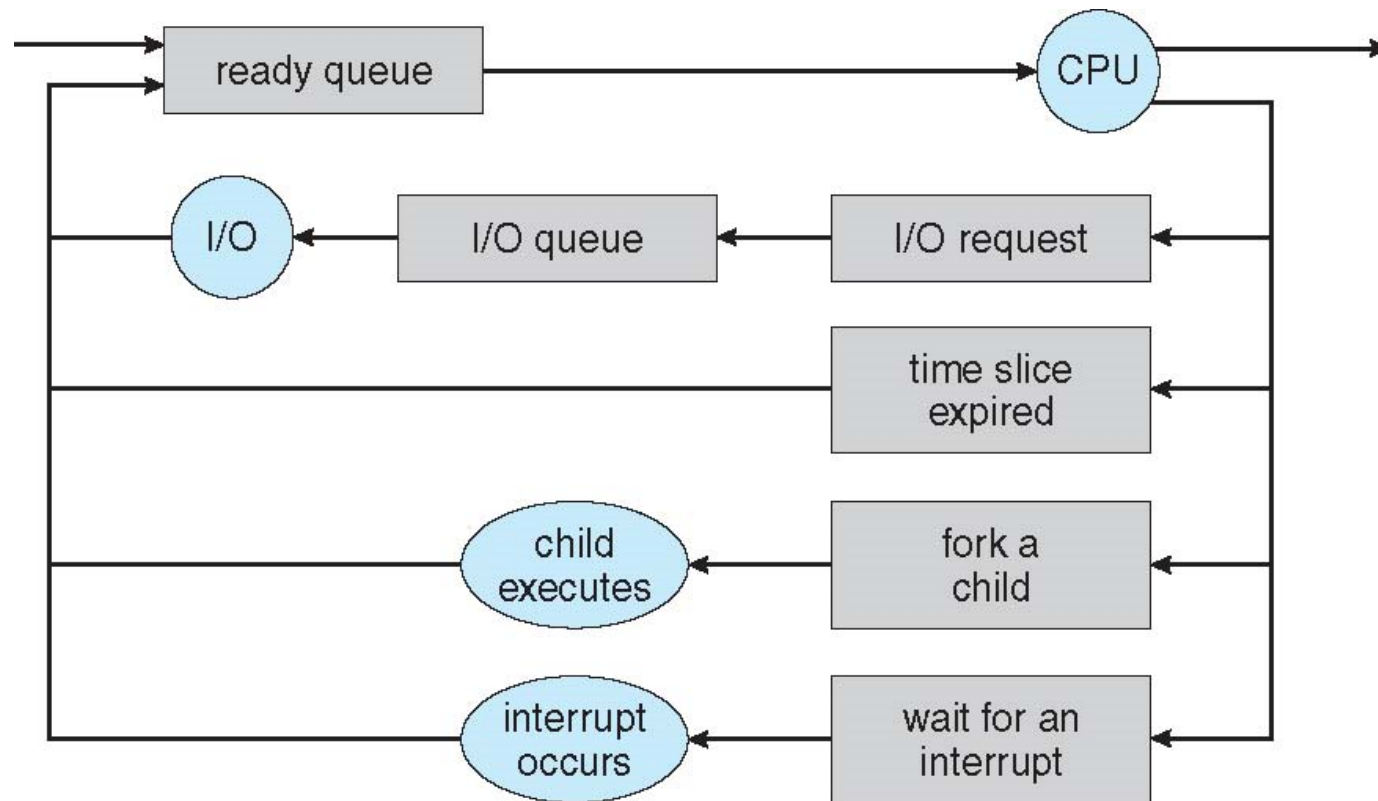 ready queue
CPU
I/O
I/O queue
I/O request
time slice
expired
child
executes
fork a
child
interrupt
occurs
wait for an
interrupt